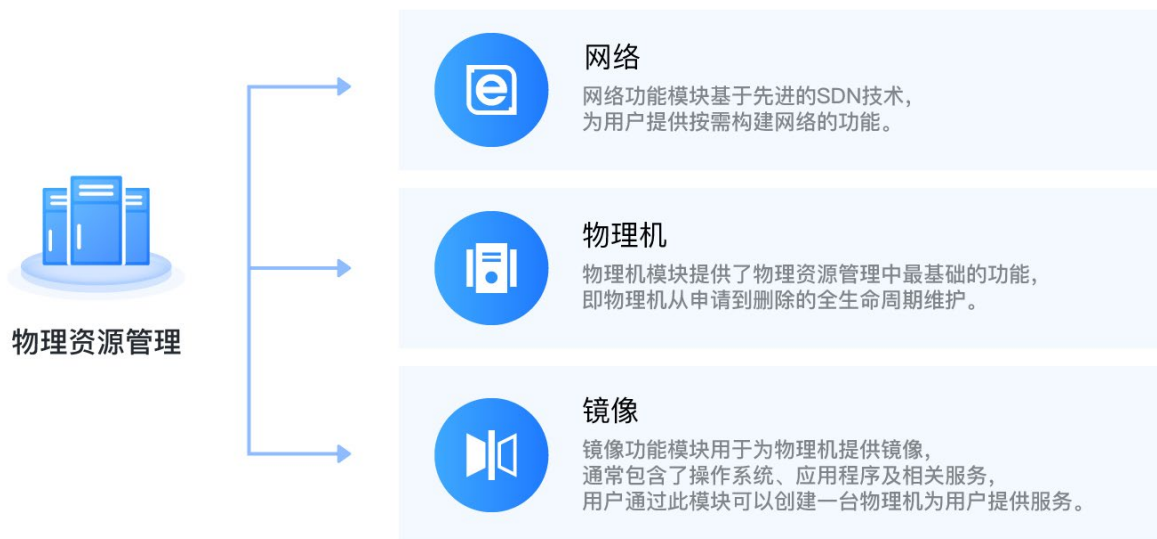 物理资源管理
网络
网络功能模块基于先进的SDN技术，
为用户提供按需构建网络的功能。
物理机
物理机模块提供了物理资源管理中最基础的功能，
即物理机从申请到删除的全生命周期维护。
镜像
镜像功能模块用于为物理机提供镜像，
通常包含了操作系统、应用程序及相关服务，
用户通过此模块可以创建一台物理机为用户提供服务。